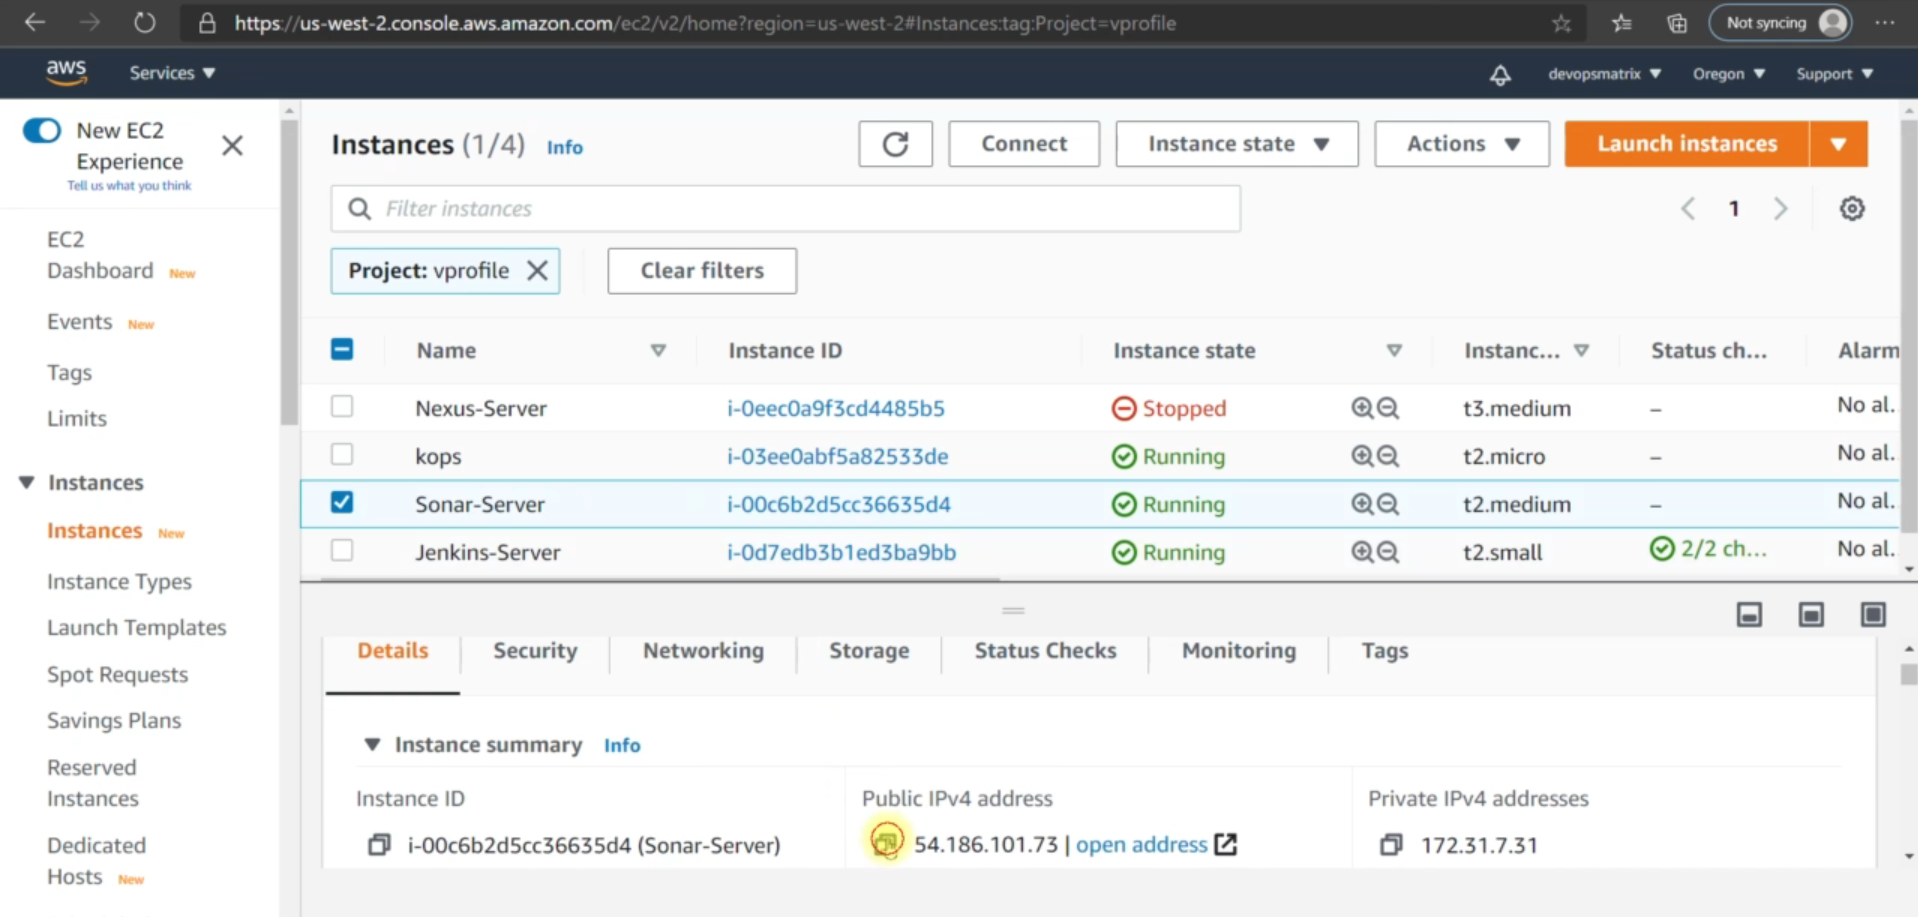 https://us-west-2.console.aws.amazon.com/ec2/v2/home?region=us-west-2#Instances:tag:Project=vprofile
Not syncing
aws
Services
devopsmatrix
Oregon
Support
New EC2
Experience
Tell us what you think
EC2
Dashboard New
Events New
Tags
Limits
Instances
Instances New
Instance Types
Launch Templates
Spot Requests
Savings Plans
Reserved
Instances
Dedicated
Hosts New
Instances (1/4) Info
Connect
Instance state
Actions
Launch instances
Filter instances
1
Project: vprofile
Clear filters
Name Instance ID Instance state Instanc... Status ch... Alarm
Nexus-Server i-0eec0a9f3cd4485b5 Stopped t3.medium – No al.
kops i-03ee0abf5a82533de Running t2.micro – No al.
Sonar-Server i-00c6b2d5cc36635d4 Running t2.medium – No al.
Jenkins-Server i-0d7edb3b1ed3ba9bb Running t2.small 2/2 ch... No al.
Details Security Networking Storage Status Checks Monitoring Tags
Instance summary Info
Instance ID
i-00c6b2d5cc36635d4 (Sonar-Server)
Public IPv4 address
54.186.101.73 | open address
Private IPv4 addresses
172.31.7.31